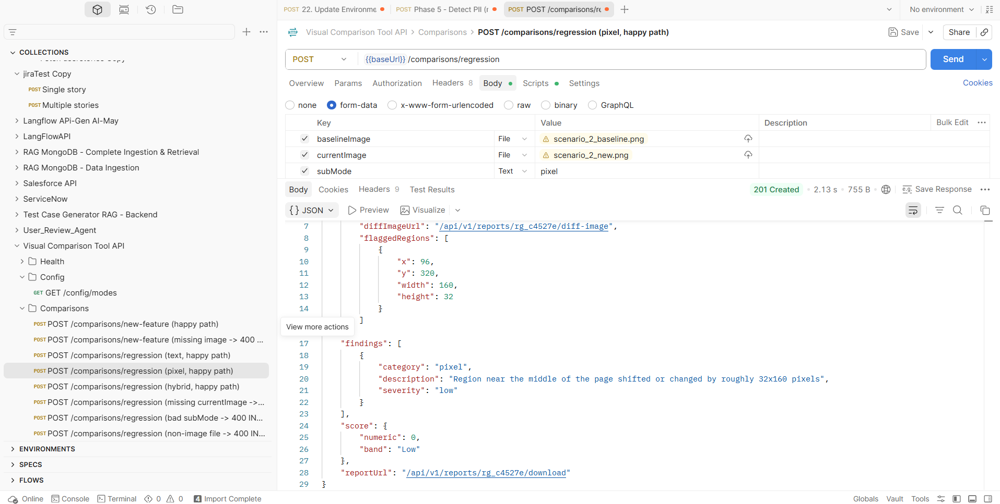 POST 22. Update Environme
POST Phase 5 - Detect PII (r
POST POST /comparisons/re
No environment
Visual Comparison Tool API > Comparisons > POST /comparisons/regression (pixel, happy path)
Save
Share
COLLECTIONS
jiraTest Copy
POST Single story
POST Multiple stories
Langflow APi-Gen AI-May
LangFlowAPI
RAG MongoDB - Complete Ingestion & Retrieval
RAG MongoDB - Data Ingestion
Salesforce API
ServiceNow
Test Case Generator RAG - Backend
User_Review_Agent
Visual Comparison Tool API
Health
Config
GET GET /config/modes
Comparisons
POST POST /comparisons/new-feature (happy path)
POST POST /comparisons/new-feature (missing image -> 400 ...
POST POST /comparisons/regression (text, happy path)
POST POST /comparisons/regression (pixel, happy path)
POST POST /comparisons/regression (hybrid, happy path)
POST POST /comparisons/regression (missing currentImage ->...
POST POST /comparisons/regression (bad subMode -> 400 IN...
POST POST /comparisons/regression (non-image file -> 400 IN...
ENVIRONMENTS
SPECS
FLOWS
POST {{baseUrl}} /comparisons/regression
Send
Overview Params Authorization Headers 8 Body Scripts Settings
Cookies
none form-data x-www-form-urlencoded raw binary GraphQL
Key Value Description Bulk Edit
baselineImage File scenario_2_baseline.png
currentImage File scenario_2_new.png
subMode Text pixel
Body Cookies Headers 9 Test Results
201 Created 2.13 s 755 B e.g. Save Response
{} JSON Preview Visualize
7 "diffImageUrl": "/api/v1/reports/rg_c4527e/diff-image",
8 "flaggedRegions": [
9 {
10 "x": 96,
11 "y": 320,
12 "width": 160,
13 "height": 32
14 }
]
View more actions
17 "findings": [
18 {
19 "category": "pixel",
20 "description": "Region near the middle of the page shifted or changed by roughly 32x160 pixels",
21 "severity": "low"
22 }
23 ],
24 "score": {
25 "numeric": 0,
26 "band": "Low"
27 },
28 "reportUrl": "/api/v1/reports/rg_c4527e/download"
29 }
Online Console Terminal 0 0 4 Import Complete
Globals Vault Tools